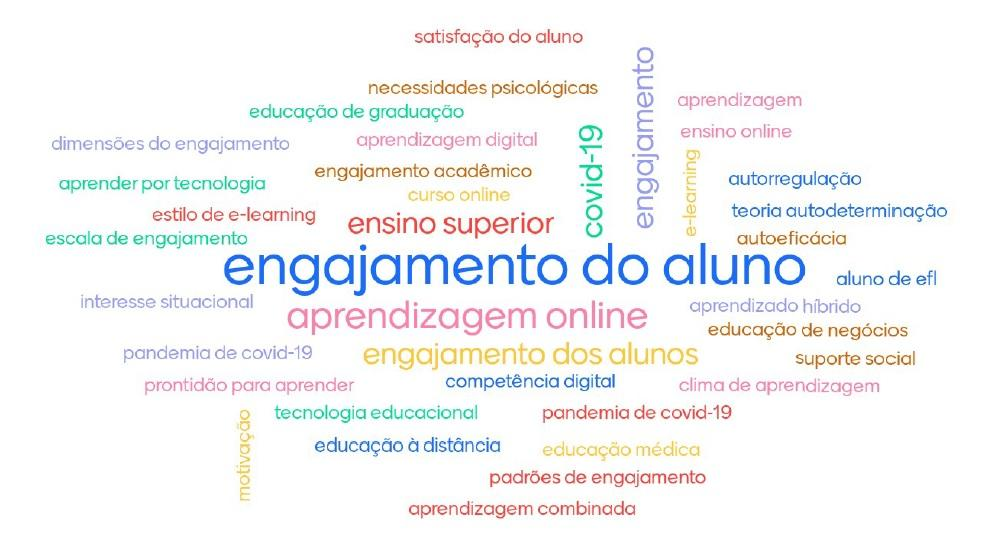 satisfação do aluno
necessidades psicológicas
engajamento
aprendizagem
educação de graduação
ensino online
dimensões do engajamento
aprendizagem digital
covid-19
engajamento acadêmico
e-learning
autorregulação
aprender por tecnologia
curso online
estilo de e-learning
ensino superior
teoria autodeterminação
escala de engajamento
autoeficácia
engajamento do aluno
aluno de efl
interesse situacional
aprendizagem online
aprendizado híbrido
educação de negócios
pandemia de covid-19
engajamento dos alunos
suporte social
prontidão para aprender
competência digital
clima de aprendizagem
motivação
tecnologia educacional
pandemia de covid-19
educação à distância
educação médica
padrões de engajamento
aprendizagem combinada